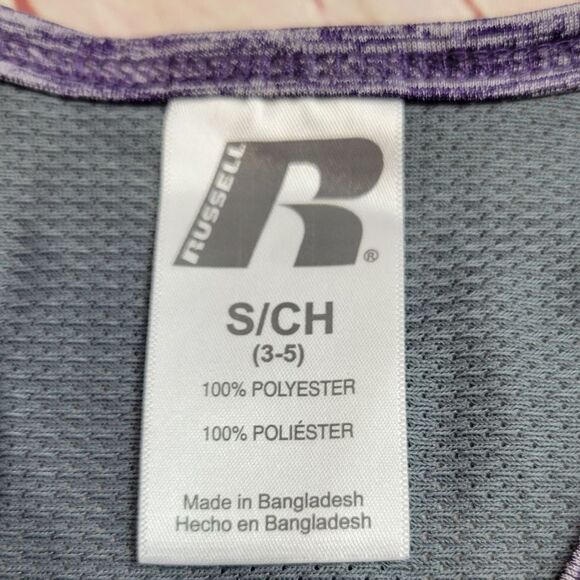 RUSSELL
R®
S/CH
(3-5)
100% POLYESTER
100% POLIÉSTER
Made in Bangladesh
Hecho en Bangladesh